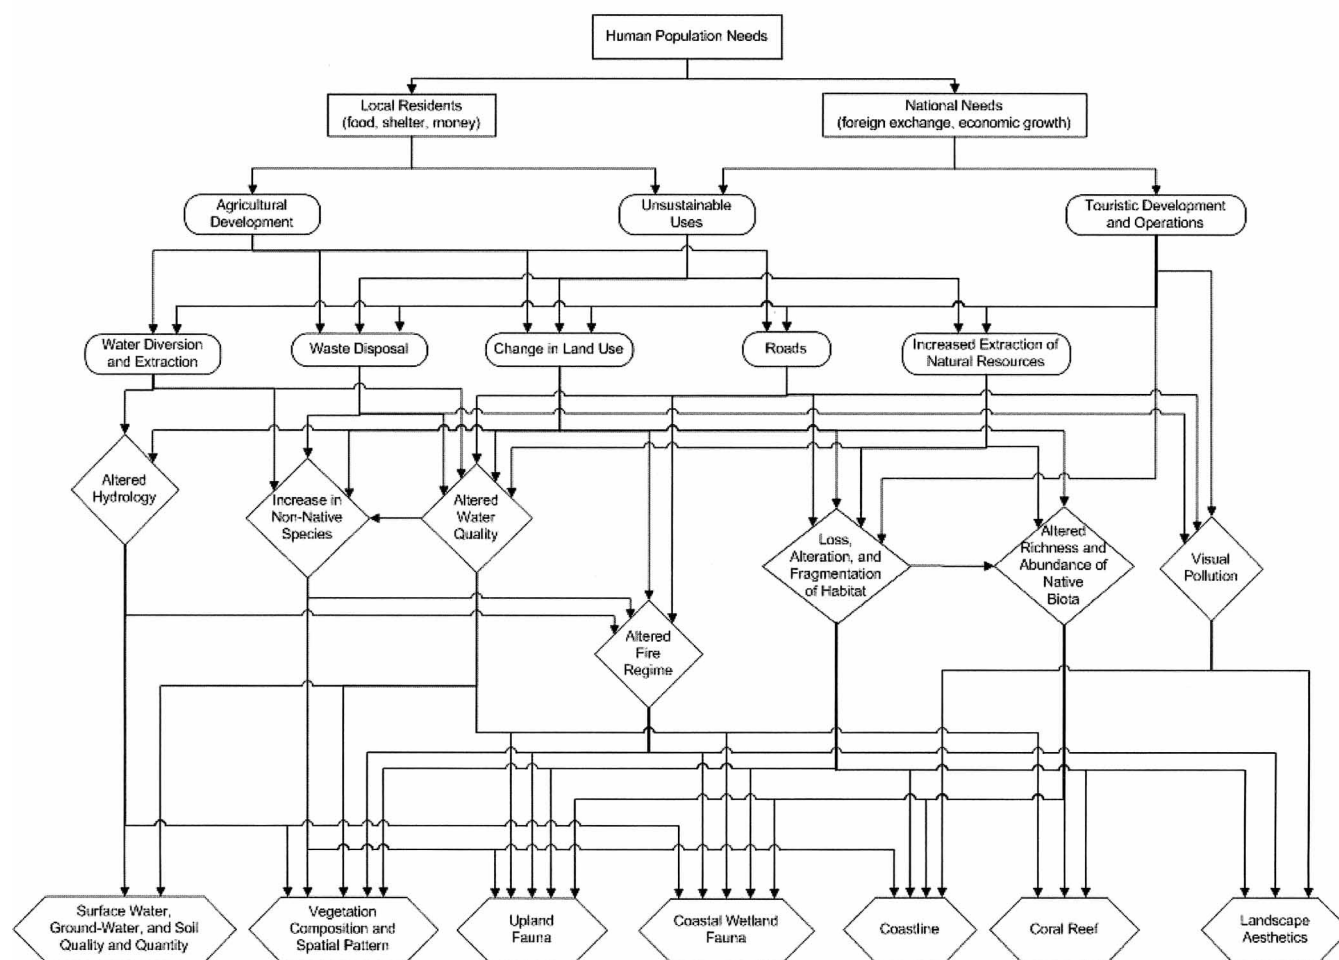 Human Population Needs
Local Residents
(food, shelter, money)
National Needs
(foreign exchange, economic growth)
Agricultural
Development
Unsustainable
Uses
Touristic Development
and Operations
Water Diversion
and Extraction
Waste Disposal
Change in Land Use
Roads
Increased Extraction of
Natural Resources
Altered
Hydrology
Increase in
Non-Native
Species
Altered
Water
Quality
Loss,
Alteration, and
Fragmentation
of Habitat
Altered
Richness and
Abundance of
Native
Biota
Visual
Pollution
Altered
Fire
Regime
Surface Water,
Ground-Water, and Soil
Quality and Quantity
Vegetation
Composition and
Spatial Pattern
Upland
Fauna
Coastal Wetland
Fauna
Coastline
Coral Reef
Landscape
Aesthetics